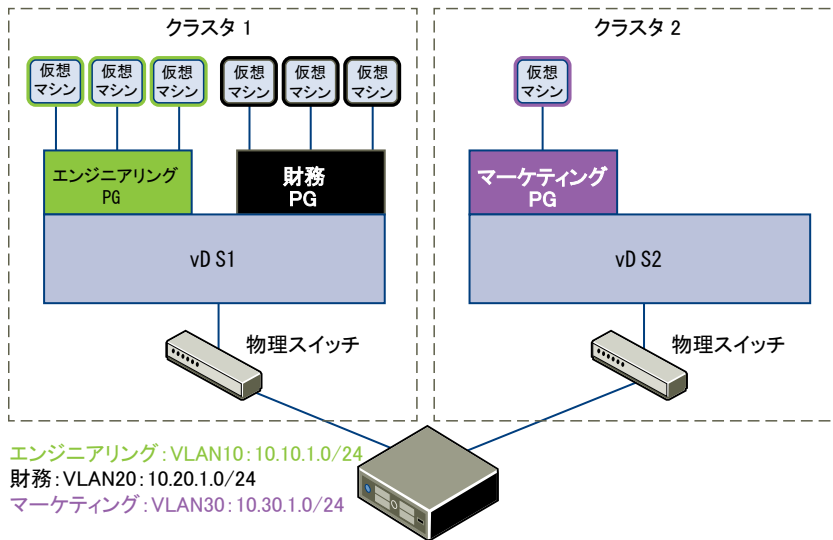 クラスタ 1
クラスタ 2
仮想
マシン
仮想
マシン
仮想
マシン
仮想
マシン
仮想
マシン
仮想
マシン
仮想
マシン
エンジニアリング
PG
財務
PG
マーケティング
PG
vD S1
vD S2
物理スイッチ
物理スイッチ
エンジニアリング：VLAN10：10.10.1.0/24
財務：VLAN20：10.20.1.0/24
マーケティング：VLAN30：10.30.1.0/24